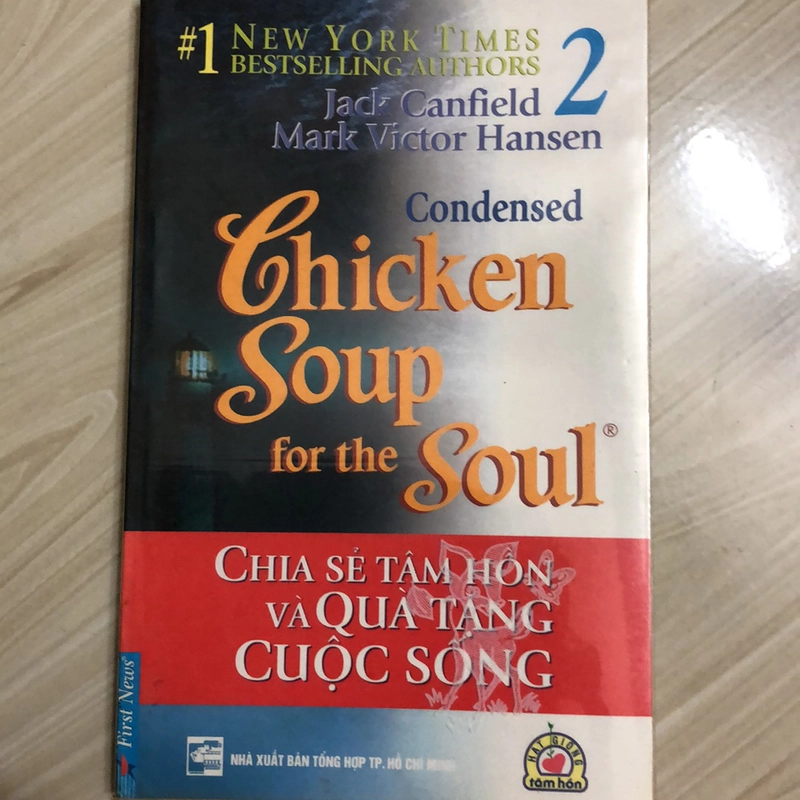 #1 NEW YORK TIMES
BESTSELLING AUTHORS
2
Jack Canfield
Mark Victor Hansen
Condensed
Chicken
Soup
for the Soul®
CHIA SẺ TÂM HỒN
VÀ QUÀ TẶNG
CUỘC SỐNG
First News®
NHÀ XUẤT BẢN TỔNG HỢP TP. HỒ CHÍ MINH
HẠT GIỐNG
tâm hồn